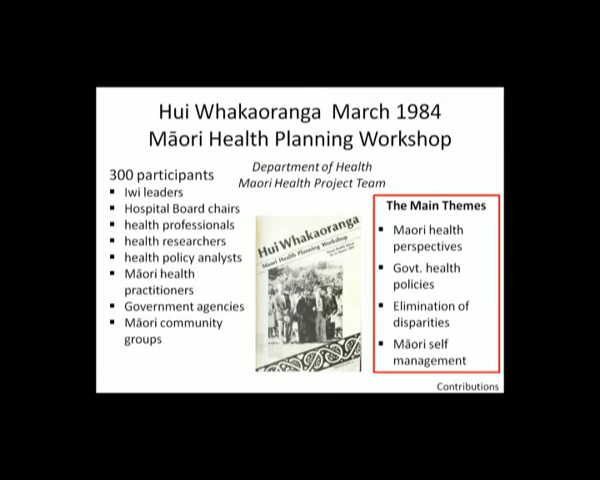 Hui Whakaoranga March 1984
Māori Health Planning Workshop
Department of Health
Maori Health Project Team
300 participants
▪ Iwi leaders
▪ Hospital Board chairs
▪ health professionals
▪ health researchers
▪ health policy analysts
▪ Māori health
practitioners
▪ Government agencies
▪ Māori community
groups
Hui Whakaoranga
Maori Health Planning Workshop
The Main Themes
▪ Maori health
perspectives
▪ Govt. health
policies
▪ Elimination of
disparities
▪ Māori self
management
Contributions